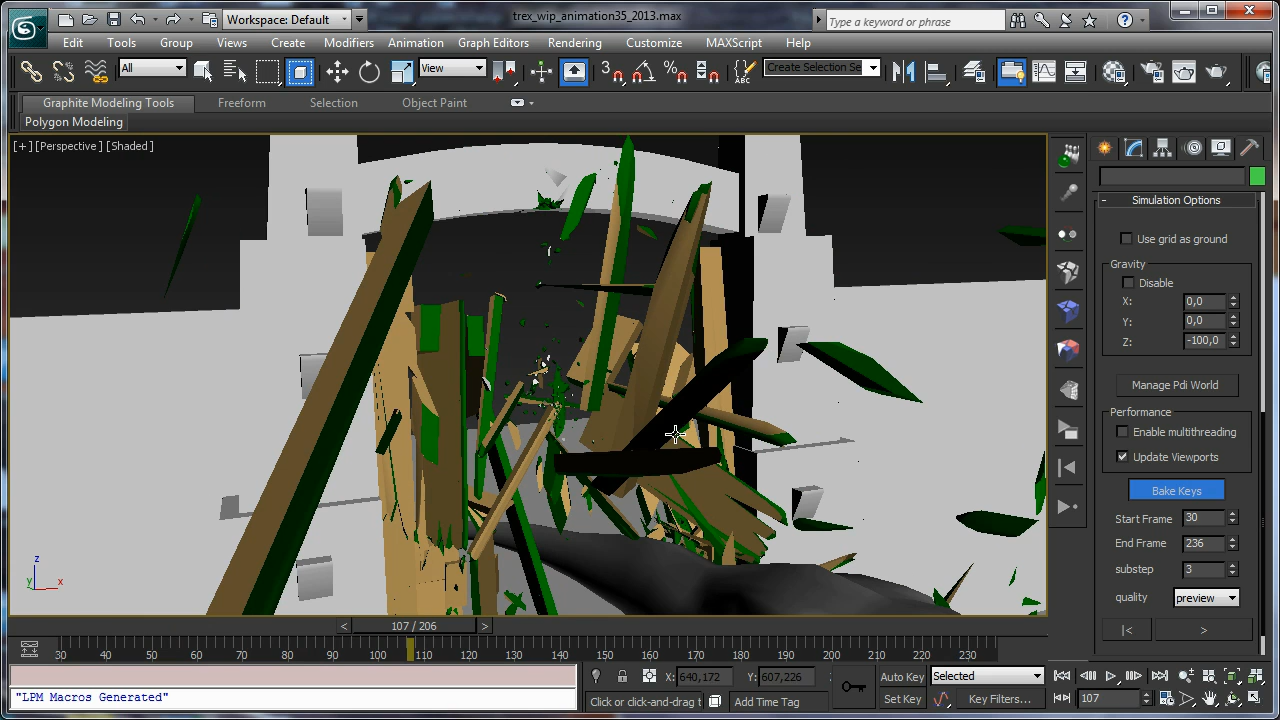 Workspace: Default
trex_wip_animation35_2013.max
Type a keyword or phrase
Edit Tools Group Views Create Modifiers Animation Graph Editors Rendering Customize MAXScript Help
All View 3 % ABC Create Selection Se
Graphite Modeling Tools Freeform Selection Object Paint
Polygon Modeling
[+][Perspective][Shaded]
- Simulation Options
Use grid as ground
Gravity
Disable
X: 0,0
Y: 0,0
Z: -100,0
Manage Pdi World
Performance
Enable multithreading
Update Viewports
Bake Keys
Start Frame 30
End Frame 236
substep 3
quality preview
|< >
z
y x
< 107 / 206 >
30 40 50 60 70 80 90 100 110 120 130 140 150 160 170 180 190 200 210 220 230
"LPM Macros Generated"
X: 640,172 Y: 607,226
Auto Key Selected
Click or click-and-drag t Add Time Tag
Set Key Key Filters... 107